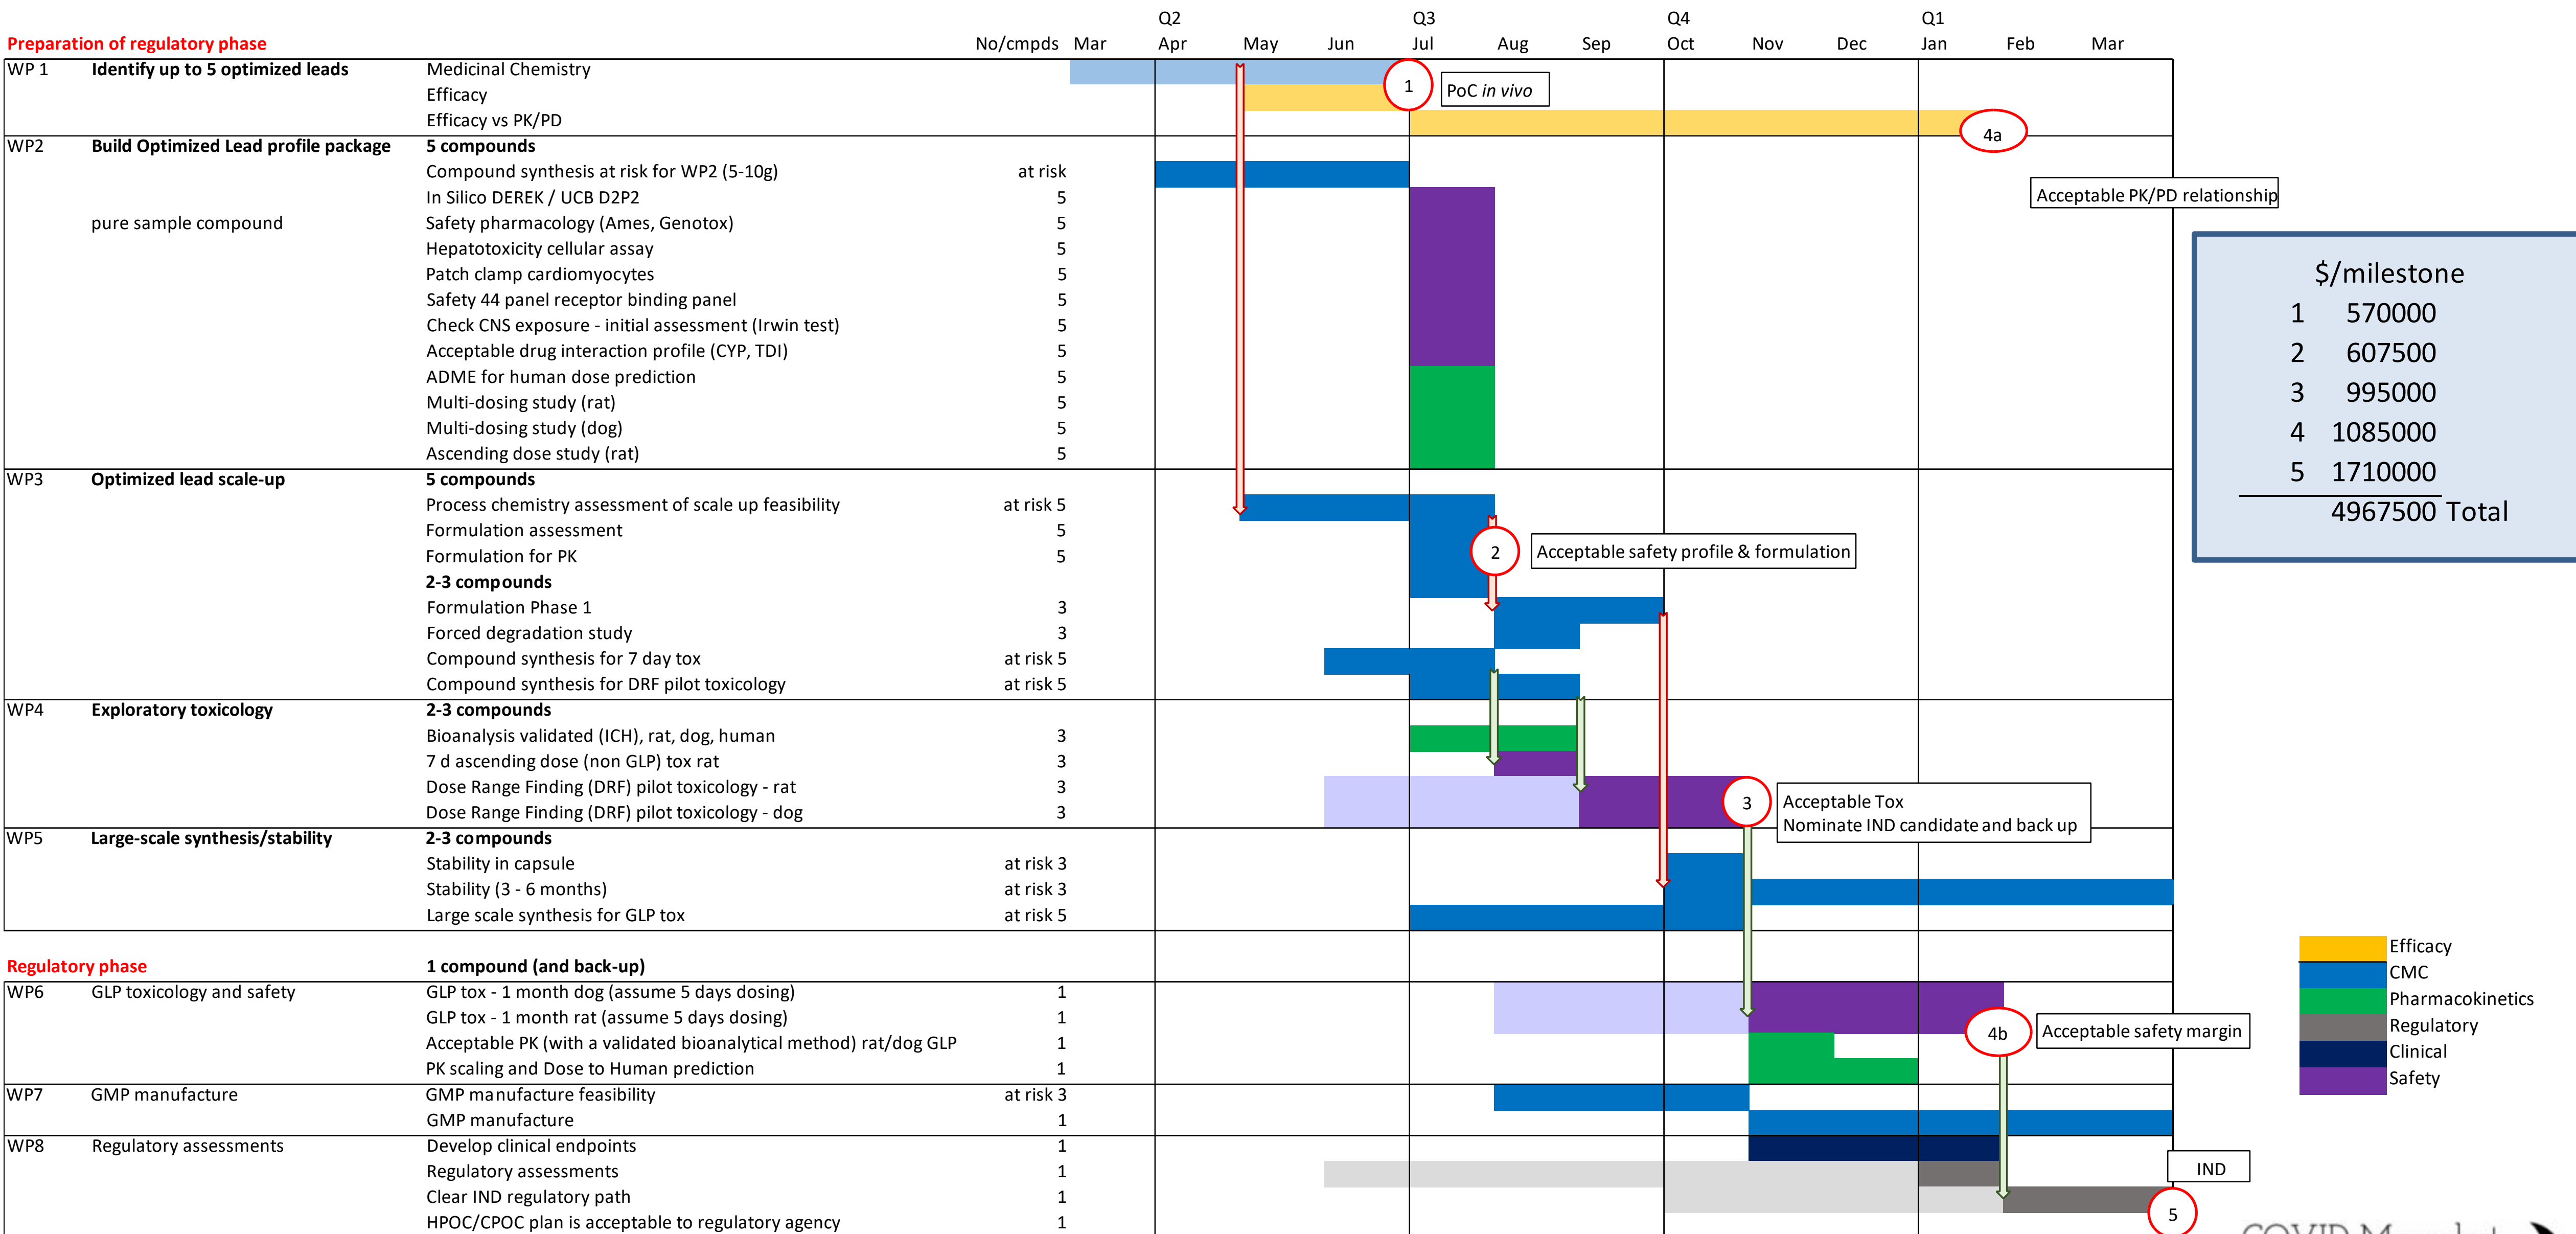 Q2 Q3 Q4 Q1
Preparation of regulatory phase No/cmpds Mar Apr May Jun Jul Aug Sep Oct Nov Dec Jan Feb Mar
WP 1 Identify up to 5 optimized leads Medicinal Chemistry
1 PoC in vivo
Efficacy
Efficacy vs PK/PD
4a
WP2 Build Optimized Lead profile package 5 compounds
Compound synthesis at risk for WP2 (5-10g) at risk
In Silico DEREK / UCB D2P2 5
Acceptable PK/PD relationship
pure sample compound Safety pharmacology (Ames, Genotox) 5
Hepatotoxicity cellular assay 5
Patch clamp cardiomyocytes 5
Safety 44 panel receptor binding panel 5
Check CNS exposure - initial assessment (Irwin test) 5
Acceptable drug interaction profile (CYP, TDI) 5
ADME for human dose prediction 5
Multi-dosing study (rat) 5
Multi-dosing study (dog) 5
Ascending dose study (rat) 5
$/milestone
1 570000
2 607500
3 995000
4 1085000
5 1710000
4967500 Total
WP3 Optimized lead scale-up 5 compounds
Process chemistry assessment of scale up feasibility at risk 5
Formulation assessment 5
2 Acceptable safety profile & formulation
Formulation for PK 5
2-3 compounds
Formulation Phase 1 3
Forced degradation study 3
Compound synthesis for 7 day tox at risk 5
Compound synthesis for DRF pilot toxicology at risk 5
WP4 Exploratory toxicology 2-3 compounds
Bioanalysis validated (ICH), rat, dog, human 3
7 d ascending dose (non GLP) tox rat 3
Dose Range Finding (DRF) pilot toxicology - rat 3
3 Acceptable Tox
Nominate IND candidate and back up
Dose Range Finding (DRF) pilot toxicology - dog 3
WP5 Large-scale synthesis/stability 2-3 compounds
Stability in capsule at risk 3
Stability (3 - 6 months) at risk 3
Large scale synthesis for GLP tox at risk 5
Regulatory phase 1 compound (and back-up)
WP6 GLP toxicology and safety GLP tox - 1 month dog (assume 5 days dosing) 1
GLP tox - 1 month rat (assume 5 days dosing) 1
4b Acceptable safety margin
Acceptable PK (with a validated bioanalytical method) rat/dog GLP 1
PK scaling and Dose to Human prediction 1
WP7 GMP manufacture GMP manufacture feasibility at risk 3
GMP manufacture 1
WP8 Regulatory assessments Develop clinical endpoints 1
Regulatory assessments 1
IND
Clear IND regulatory path 1
5
HPOC/CPOC plan is acceptable to regulatory agency 1
Efficacy
CMC
Pharmacokinetics
Regulatory
Clinical
Safety
COVID